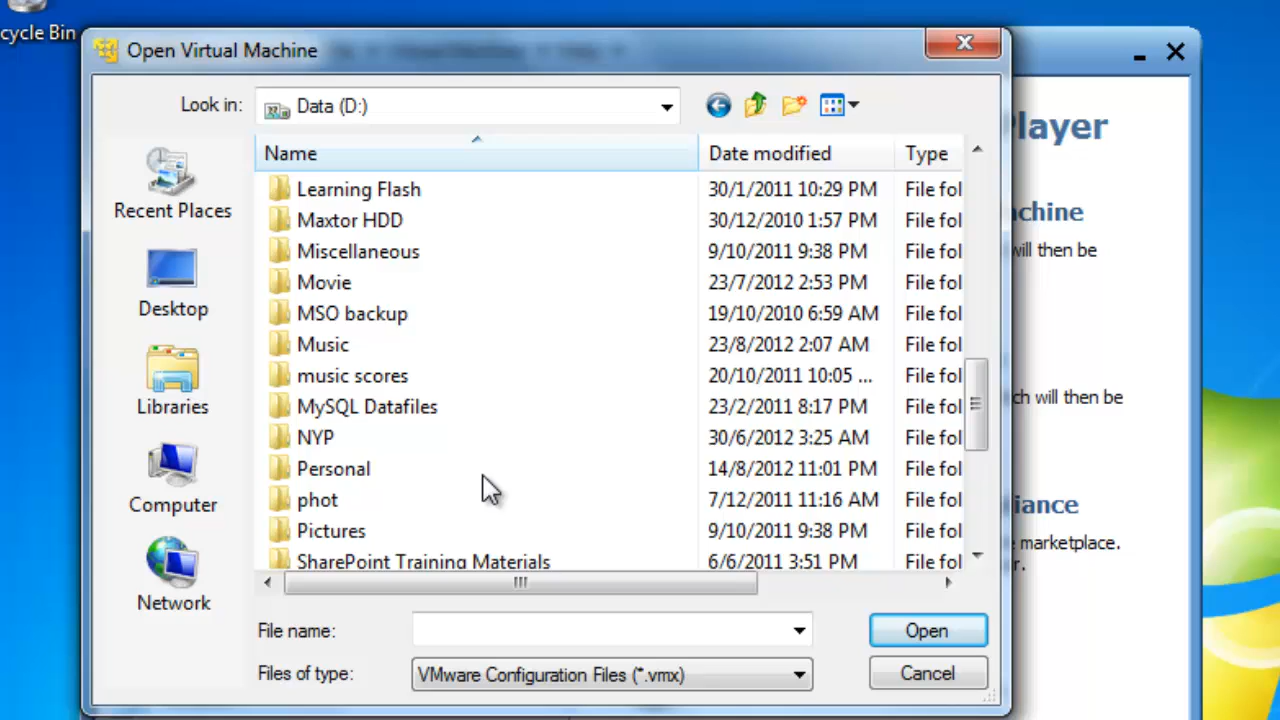 cycle Bin
Open Virtual Machine
Look in: Data (D:)
Name Date modified Type
Learning Flash 30/1/2011 10:29 PM File fol
Maxtor HDD 30/12/2010 1:57 PM File fol
Miscellaneous 9/10/2011 9:38 PM File fol
Movie 23/7/2012 2:53 PM File fol
MSO backup 19/10/2010 6:59 AM File fol
Music 23/8/2012 2:07 AM File fol
music scores 20/10/2011 10:05 ... File fol
MySQL Datafiles 23/2/2011 8:17 PM File fol
NYP 30/6/2012 3:25 AM File fol
Personal 14/8/2012 11:01 PM File fol
phot 7/12/2011 11:16 AM File fol
Pictures 9/10/2011 9:38 PM File fol
SharePoint Training Materials 6/6/2011 3:51 PM File fol
Recent Places
Desktop
Libraries
Computer
Network
File name: Open
Files of type: VMware Configuration Files (*.vmx) Cancel
Player
achine
will then be
ch will then be
iance
e marketplace.
r.